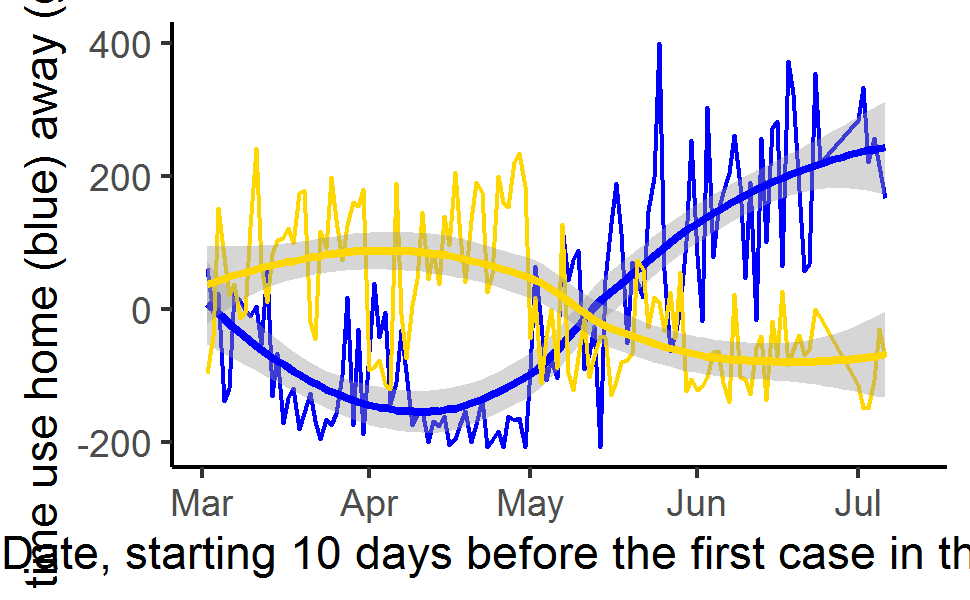 time use home (blue) away (
400
200
0
-200
Mar Apr May Jun Jul
Date, starting 10 days before the first case in th